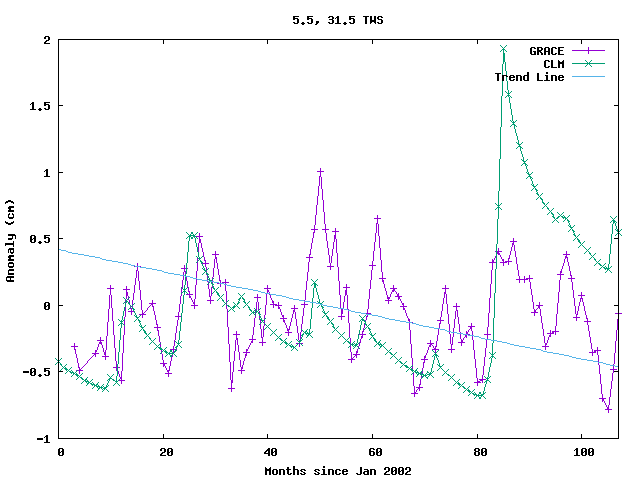 5.5, 31.5 TWS
GRACE
CLM
Trend Line
2
1.5
1
0.5
0
-0.5
-1
Anomaly (cm)
0 20 40 60 80 100
Months since Jan 2002